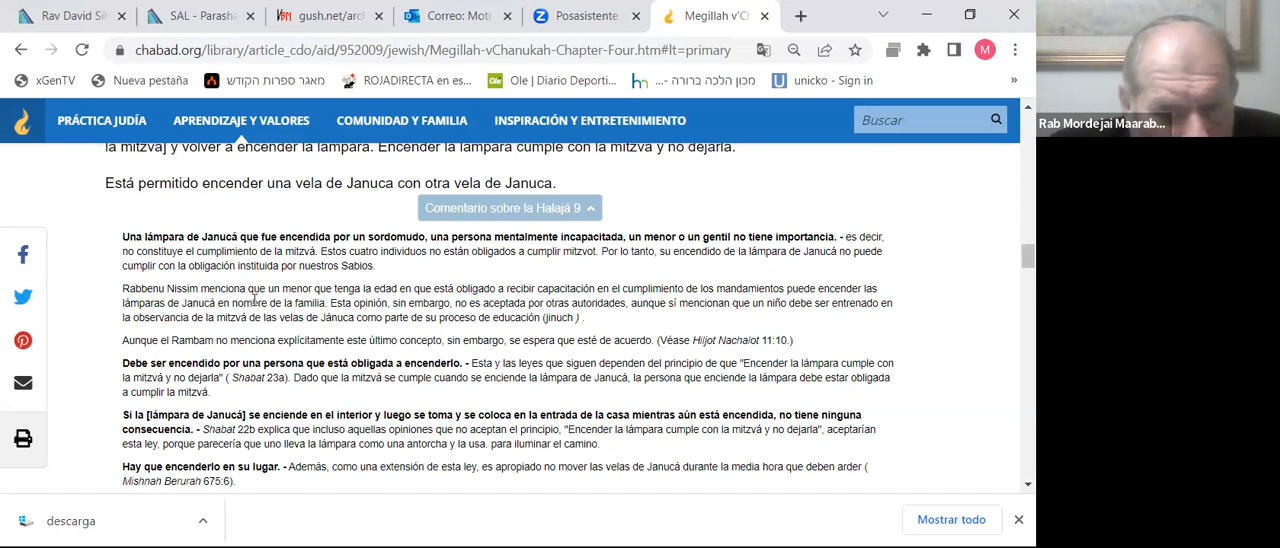 Rav David Sil
SAL - Parasha
gush.net/arc
Correo: Moti
Posasistente
Megillah v'Ch
chabad.org/library/article_cdo/aid/952009/jewish/Megillah-vChanukah-Chapter-Four.htm#lt=primary
M
xGenTV
Nueva pestaña
מאגר ספרות הקודש
ROJADIRECTA en es...
Ole | Diario Deporti...
מכון הלכה ברורה -...
unicko - Sign in
»
PRÁCTICA JUDÍA
APRENDIZAJE Y VALORES
COMUNIDAD Y FAMILIA
INSPIRACIÓN Y ENTRETENIMIENTO
Buscar
Rab Mordejai Maarab...
la mitzvá] y volver a encender la lámpara. Encender la lámpara cumple con la mitzvá y no dejarla.
Está permitido encender una vela de Januca con otra vela de Januca.
Comentario sobre la Halajá 9
Una lámpara de Janucá que fue encendida por un sordomudo, una persona mentalmente incapacitada, un menor o un gentil no tiene importancia. - es decir,
no constituye el cumplimiento de la mitzvá. Estos cuatro individuos no están obligados a cumplir mitzvot. Por lo tanto, su encendido de la lámpara de Janucá no puede
cumplir con la obligación instituida por nuestros Sabios.
Rabbenu Nissim menciona que un menor que tenga la edad en que está obligado a recibir capacitación en el cumplimiento de los mandamientos puede encender las
lámparas de Janucá en nombre de la familia. Esta opinión, sin embargo, no es aceptada por otras autoridades, aunque sí mencionan que un niño debe ser entrenado en
la observancia de la mitzvá de las velas de Jánuca como parte de su proceso de educación (jinuch ) .
Aunque el Rambam no menciona explícitamente este último concepto, sin embargo, se espera que esté de acuerdo. (Véase Hiljot Nachalot 11:10.)
Debe ser encendido por una persona que está obligada a encenderlo. - Esta y las leyes que siguen dependen del principio de que "Encender la lámpara cumple con
la mitzvá y no dejarla" ( Shabat 23a). Dado que la mitzvá se cumple cuando se enciende la lámpara de Janucá, la persona que enciende la lámpara debe estar obligada
a cumplir la mitzvá.
Si la [lámpara de Janucá] se enciende en el interior y luego se toma y se coloca en la entrada de la casa mientras aún está encendida, no tiene ninguna
consecuencia. - Shabat 22b explica que incluso aquellas opiniones que no aceptan el principio, "Encender la lámpara cumple con la mitzvá y no dejarla", aceptarían
esta ley, porque parecería que uno lleva la lámpara como una antorcha y la usa. para iluminar el camino.
Hay que encenderlo en su lugar. - Además, como una extensión de esta ley, es apropiado no mover las velas de Janucá durante la media hora que deben arder (
Mishnah Berurah 675:6).
descarga
Mostrar todo